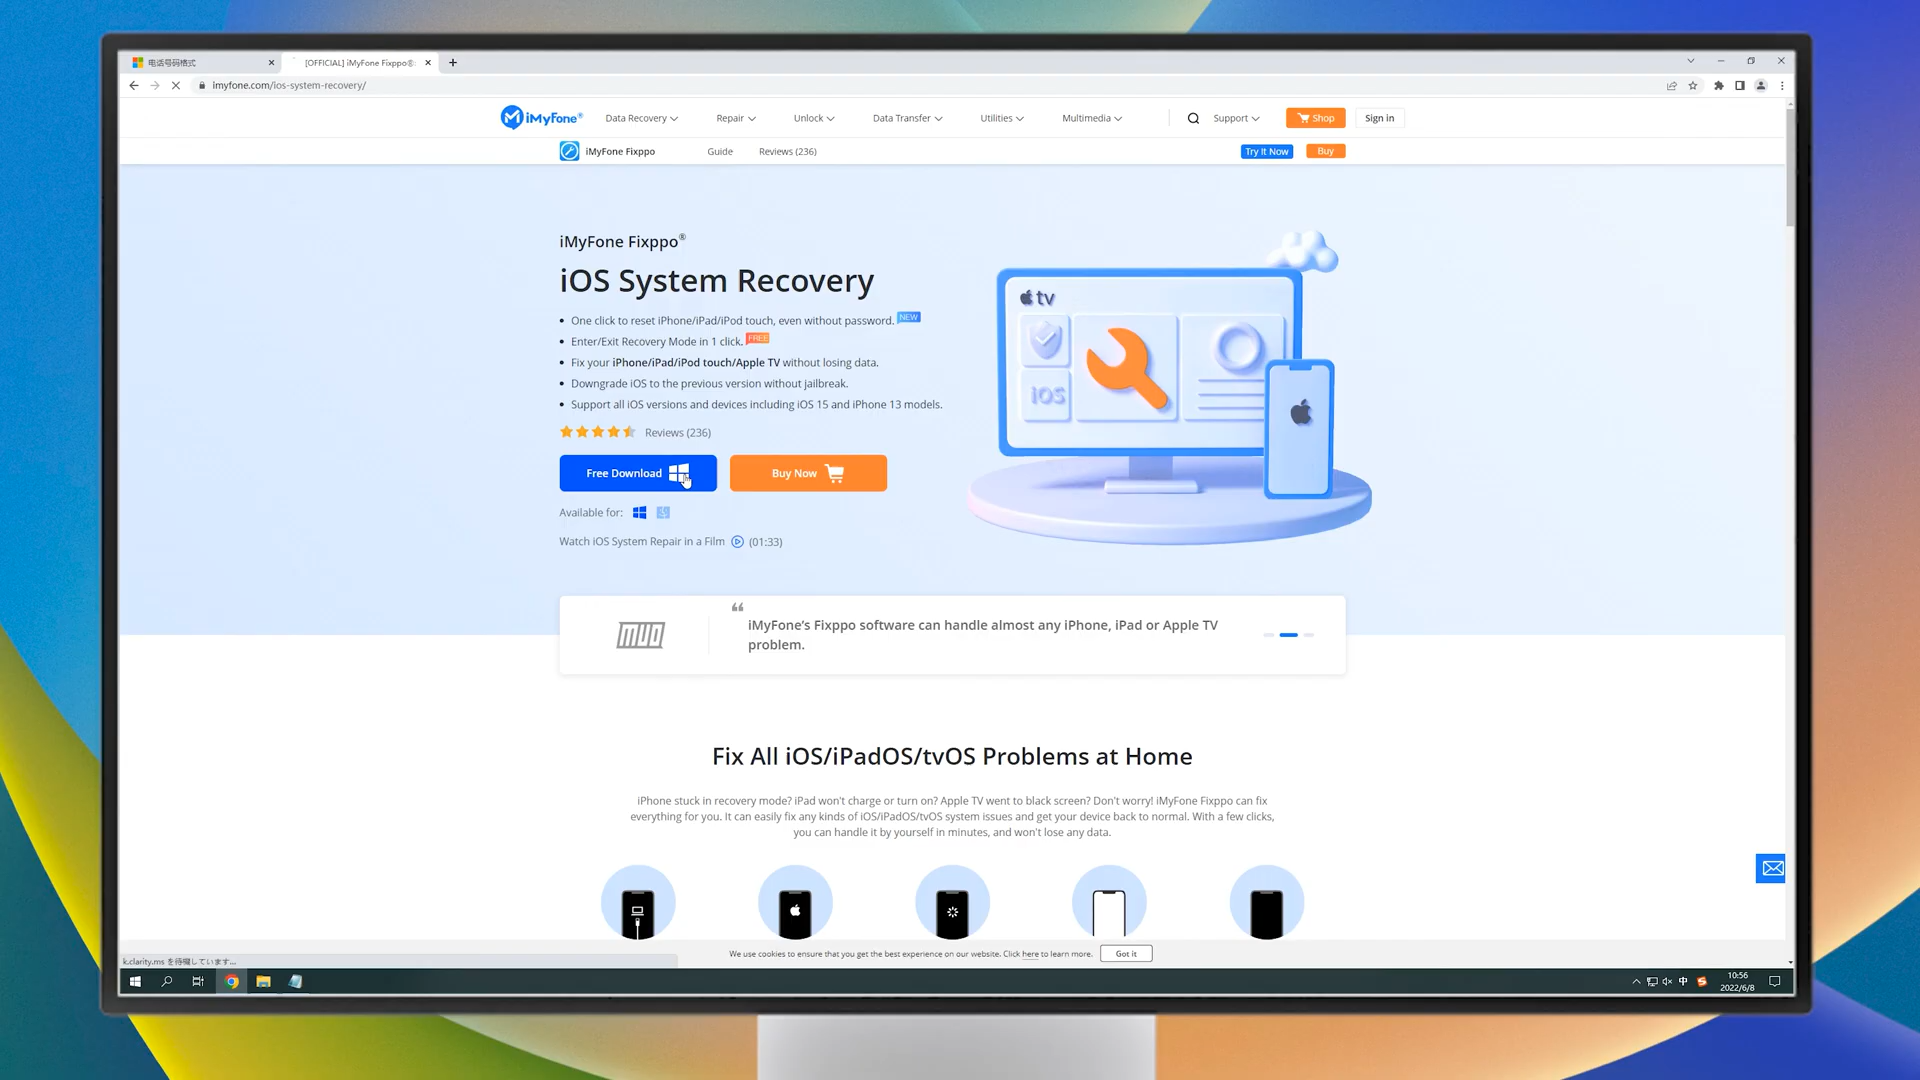 电话号码格式
[OFFICIAL] iMyFone Fixppo®:
imyfone.com/ios-system-recovery/
iMyFone®
Data Recovery
Repair
Unlock
Data Transfer
Utilities
Multimedia
Support
Shop
Sign in
iMyFone Fixppo
Guide
Reviews (236)
Try It Now
Buy
iMyFone Fixppo®
iOS System Recovery
One click to reset iPhone/iPad/iPod touch, even without password. NEW
Enter/Exit Recovery Mode in 1 click. FREE
Fix your iPhone/iPad/iPod touch/Apple TV without losing data.
Downgrade iOS to the previous version without jailbreak.
Support all iOS versions and devices including iOS 15 and iPhone 13 models.
Reviews (236)
Free Download
Buy Now
Available for:
Watch iOS System Repair in a Film (01:33)
tv
iOS
MUO
“
iMyFone’s Fixppo software can handle almost any iPhone, iPad or Apple TV
problem.
Fix All iOS/iPadOS/tvOS Problems at Home
iPhone stuck in recovery mode? iPad won't charge or turn on? Apple TV went to black screen? Don't worry! iMyFone Fixppo can fix
everything for you. It can easily fix any kinds of iOS/iPadOS/tvOS system issues and get your device back to normal. With a few clicks,
you can handle it by yourself in minutes, and won't lose any data.
We use cookies to ensure that you get the best experience on our website. Click here to learn more.
Got it
k.clarity.ms を待機しています...
中
10:56
2022/6/8